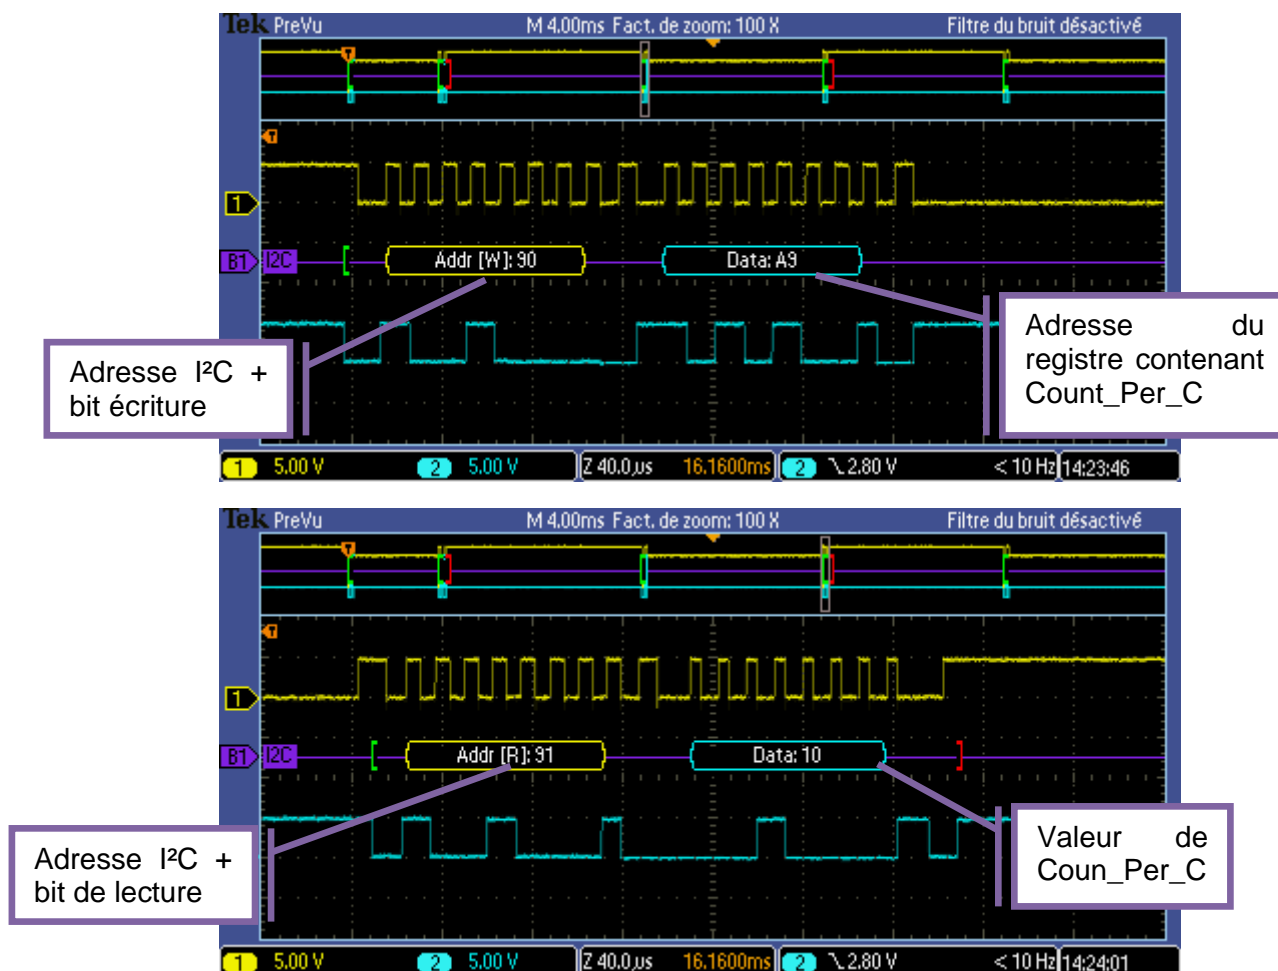 Tek PreVu M 4.00ms Fact. de zoom: 100 X Filtre du bruit désactivé
T
T
1
B1 I2C Addr [W]: 90 Data: A9
Adresse du
registre contenant
Count_Per_C
Adresse I²C +
bit écriture
1 5.00 V 2 5.00 V Z 40.0µs 16.1600ms 2 2.80 V < 10 Hz 14:23:46
Tek PreVu M 4.00ms Fact. de zoom: 100 X Filtre du bruit désactivé
T
T
1
B1 I2C Addr [R]: 91 Data: 10
Valeur de
Coun_Per_C
Adresse I²C +
bit de lecture
1 5.00 V 2 5.00 V Z 40.0µs 16.1600ms 2 2.80 V < 10 Hz 14:24:01